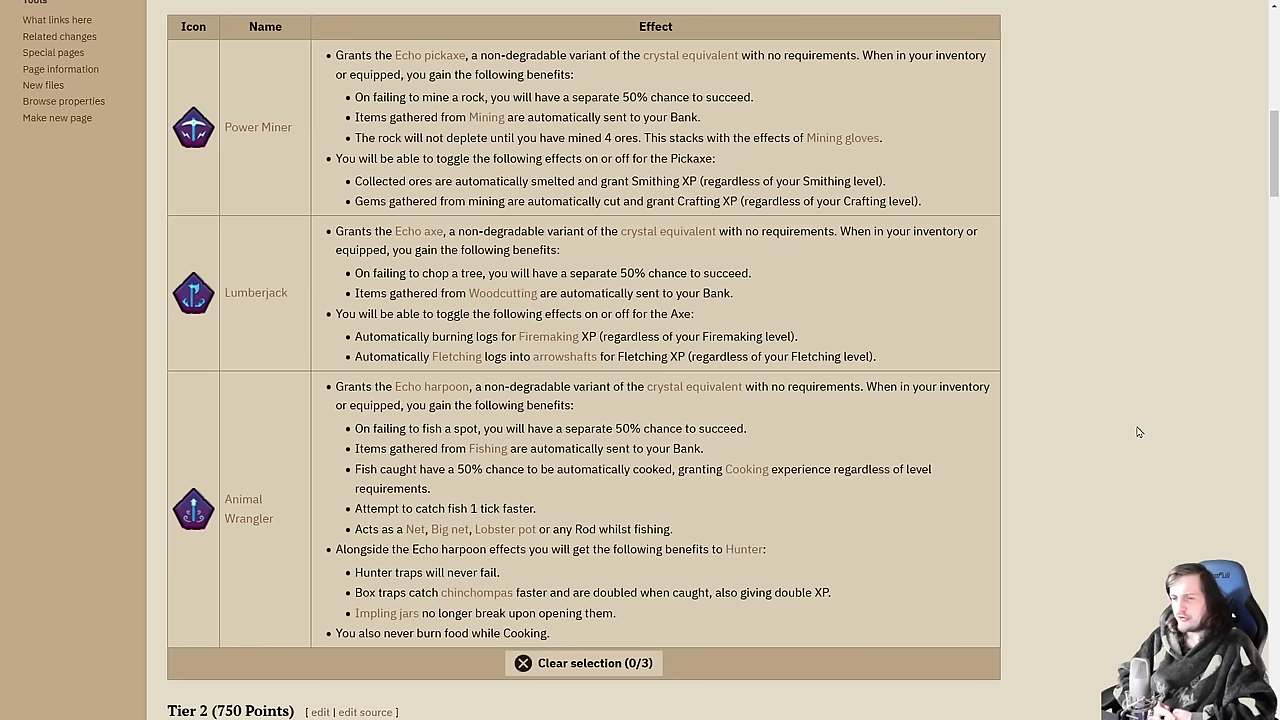 Tools
What links here
Related changes
Special pages
Page information
New files
Browse properties
Make new page
Icon Name Effect
Power Miner
• Grants the Echo pickaxe, a non-degradable variant of the crystal equivalent with no requirements. When in your inventory
or equipped, you gain the following benefits:
• On failing to mine a rock, you will have a separate 50% chance to succeed.
• Items gathered from Mining are automatically sent to your Bank.
• The rock will not deplete until you have mined 4 ores. This stacks with the effects of Mining gloves.
• You will be able to toggle the following effects on or off for the Pickaxe:
• Collected ores are automatically smelted and grant Smithing XP (regardless of your Smithing level).
• Gems gathered from mining are automatically cut and grant Crafting XP (regardless of your Crafting level).
Lumberjack
• Grants the Echo axe, a non-degradable variant of the crystal equivalent with no requirements. When in your inventory or
equipped, you gain the following benefits:
• On failing to chop a tree, you will have a separate 50% chance to succeed.
• Items gathered from Woodcutting are automatically sent to your Bank.
• You will be able to toggle the following effects on or off for the Axe:
• Automatically burning logs for Firemaking XP (regardless of your Firemaking level).
• Automatically Fletching logs into arrowshafts for Fletching XP (regardless of your Fletching level).
Animal
Wrangler
• Grants the Echo harpoon, a non-degradable variant of the crystal equivalent with no requirements. When in your inventory
or equipped, you gain the following benefits:
• On failing to fish a spot, you will have a separate 50% chance to succeed.
• Items gathered from Fishing are automatically sent to your Bank.
• Fish caught have a 50% chance to be automatically cooked, granting Cooking experience regardless of level
requirements.
• Attempt to catch fish 1 tick faster.
• Acts as a Net, Big net, Lobster pot or any Rod whilst fishing.
• Alongside the Echo harpoon effects you will get the following benefits to Hunter:
• Hunter traps will never fail.
• Box traps catch chinchompas faster and are doubled when caught, also giving double XP.
• Impling jars no longer break upon opening them.
• You also never burn food while Cooking.
Clear selection (0/3)
Tier 2 (750 Points) [ edit | edit source ]